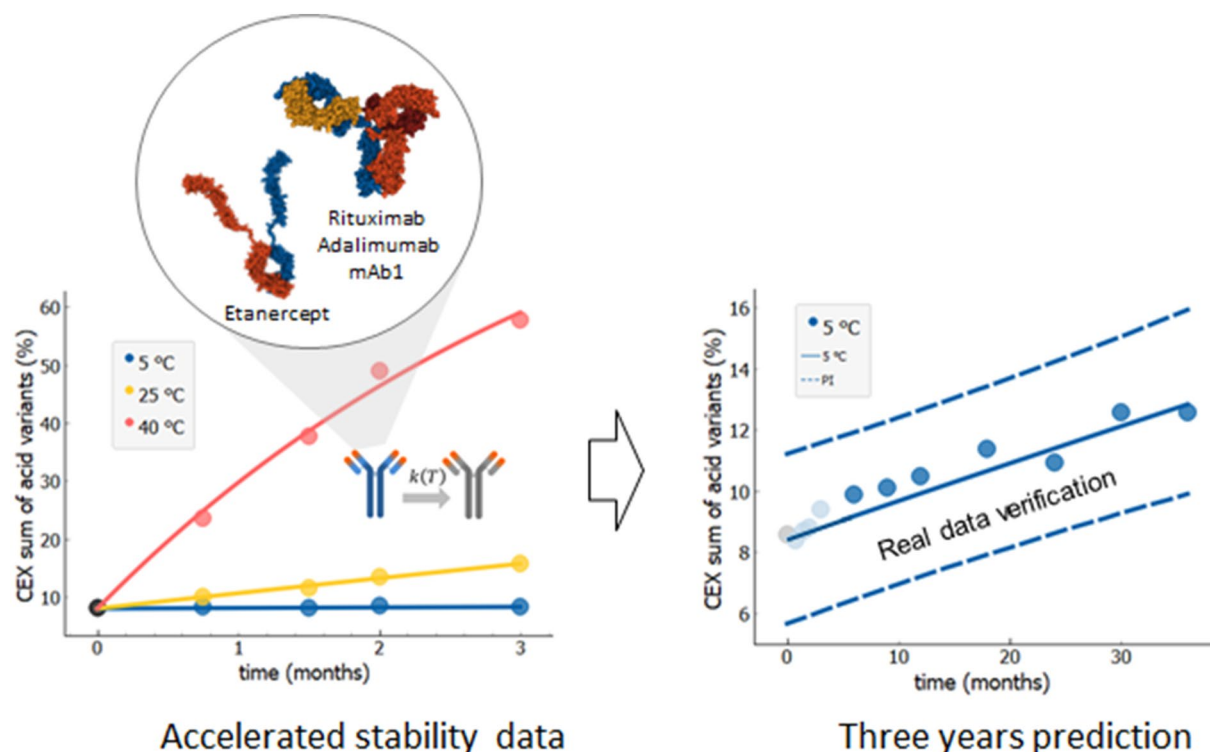 Rituximab
Adalimumab
mAb1
Etanercept
CEX sum of acid variants (%)
60
50
40
30
20
10
5 ºC
25 ºC
40 ºC
k(T)
0
1
2
3
time (months)
Accelerated stability data
CEX sum of acid variants (%)
16
14
12
10
8
6
5 ºC
5 ºC
PI
Real data verification
0
10
20
30
time (months)
Three years prediction